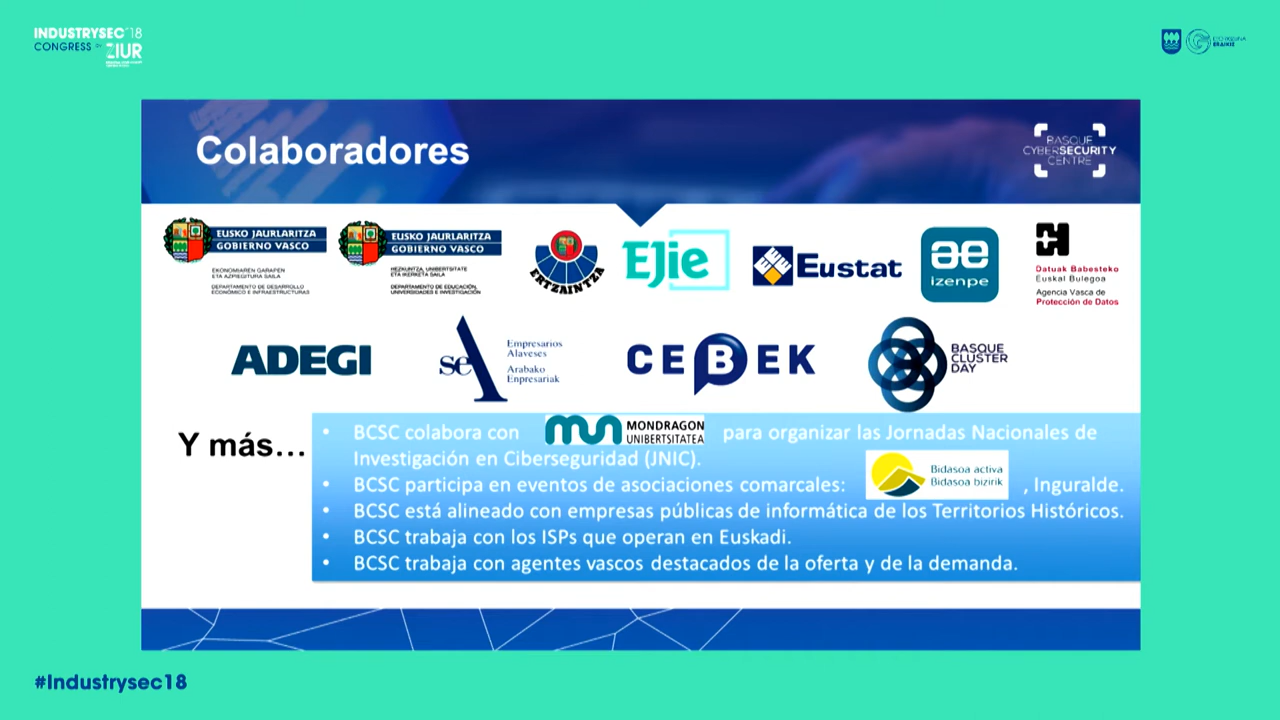 INDUSTRYSEC'18
CONGRESS BY ZIUR
Colaboradores
BASQUE
CYBERSECURITY
CENTRE
EUSKO JAURLARITZA
GOBIERNO VASCO
EKONOMIAREN GARAPEN
ETA AZPIEGITURA SAILA
DEPARTAMENTO DE DESARROLLO
ECONÓMICO E INFRAESTRUCTURAS
EUSKO JAURLARITZA
GOBIERNO VASCO
HEZKUNTZA, UNIBERTSITATE
ETA IKERKETA SAILA
DEPARTAMENTO DE EDUCACIÓN,
UNIVERSIDADES E INVESTIGACIÓN
ERTZAINTZA
EJie
Eustat
izenpe
Datuak Babesteko
Euskal Bulegoa
Agencia Vasca de
Protección de Datos
ADEGI
sea
Empresarios
Alaveses
Arabako
Enpresariak
CEBEK
BASQUE
CLUSTER
DAY
Y más...
• BCSC colabora con MONDRAGON UNIBERTSITATEA para organizar las Jornadas Nacionales de
Investigación en Ciberseguridad (JNIC).
• BCSC participa en eventos de asociaciones comarcales: Bidasoa activa Bidasoa bizirik , Inguralde.
• BCSC está alineado con empresas públicas de informática de los Territorios Históricos.
• BCSC trabaja con los ISPs que operan en Euskadi.
• BCSC trabaja con agentes vascos destacados de la oferta y de la demanda.
#Industrysec18